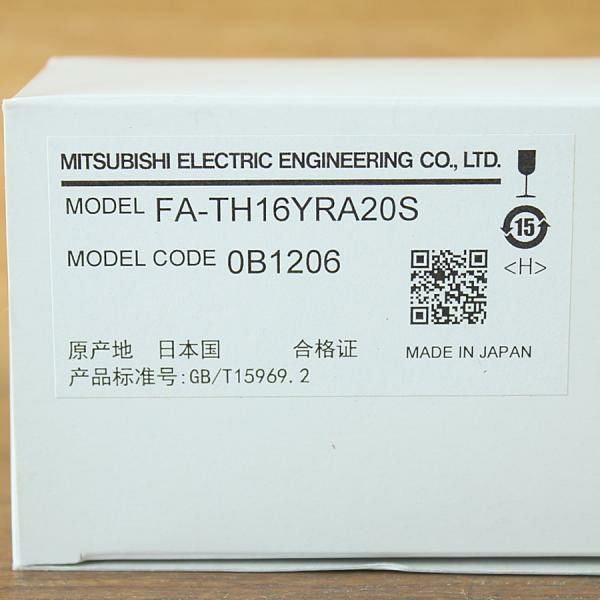 MITSUBISHI ELECTRIC ENGINEERING CO., LTD.
MODEL FA-TH16YRA20S
15
MODEL CODE 0B1206
<H>
原产地 日本国 合格证 MADE IN JAPAN
产品标准号:GB/T15969.2